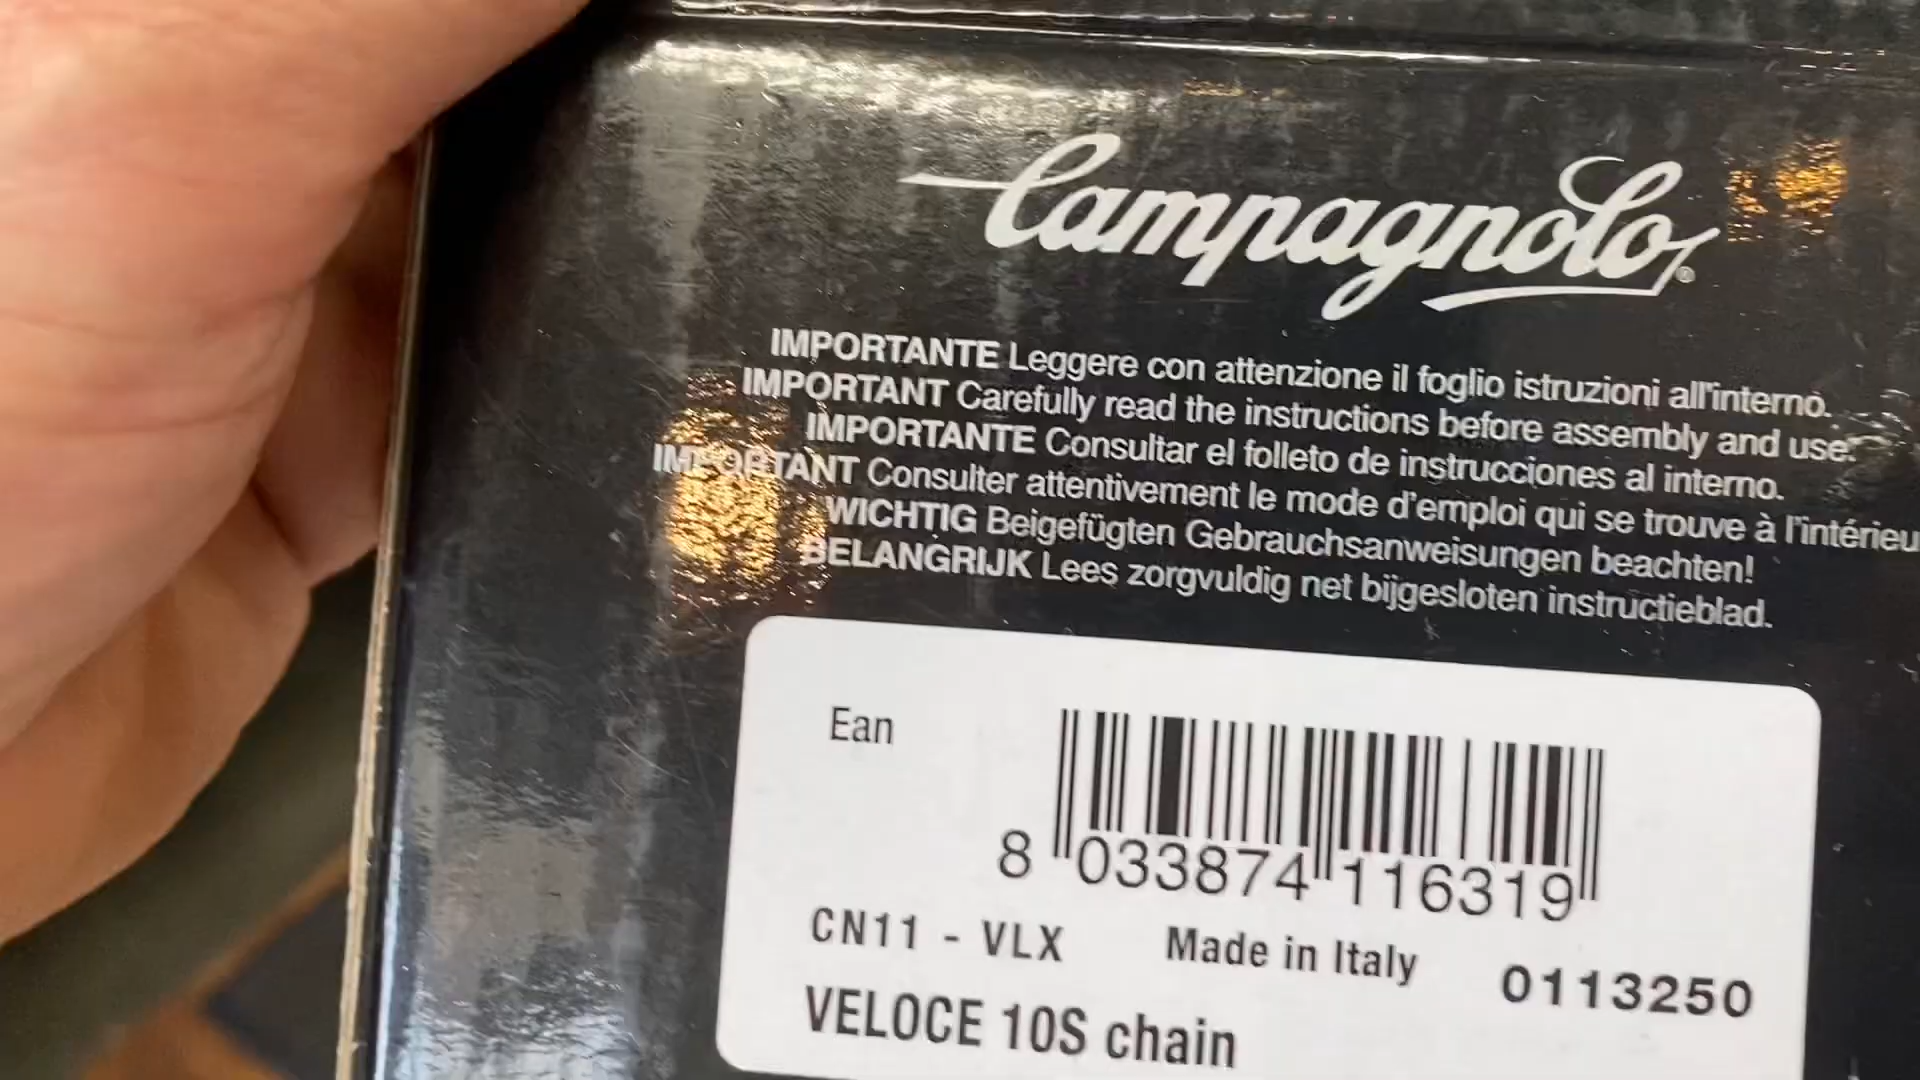 Campagnolo®
IMPORTANTE Leggere con attenzione il foglio istruzioni all'interno.
IMPORTANT Carefully read the instructions before assembly and use.
IMPORTANTE Consultar el folleto de instrucciones al interno.
IMPORTANT Consulter attentivement le mode d'emploi qui se trouve à l'intérieu
WICHTIG Beigefügten Gebrauchsanweisungen beachten!
BELANGRIJK Lees zorgvuldig net bijgesloten instructieblad.
Ean
8 033874 116319
CN11 - VLX Made in Italy 0113250
VELOCE 10S chain